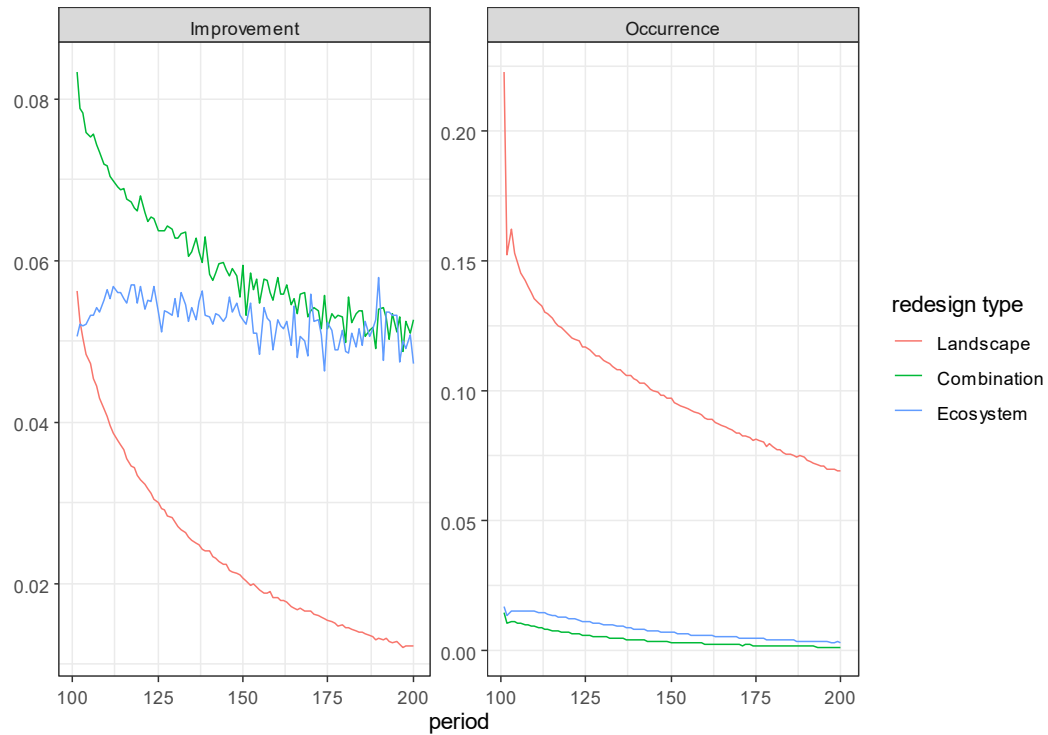 Improvement
Occurrence
0.08
0.06
0.04
0.02
0.20
0.15
0.10
0.05
0.00
100 125 150 175 200
100 125 150 175 200
period
redesign type
Landscape
Combination
Ecosystem